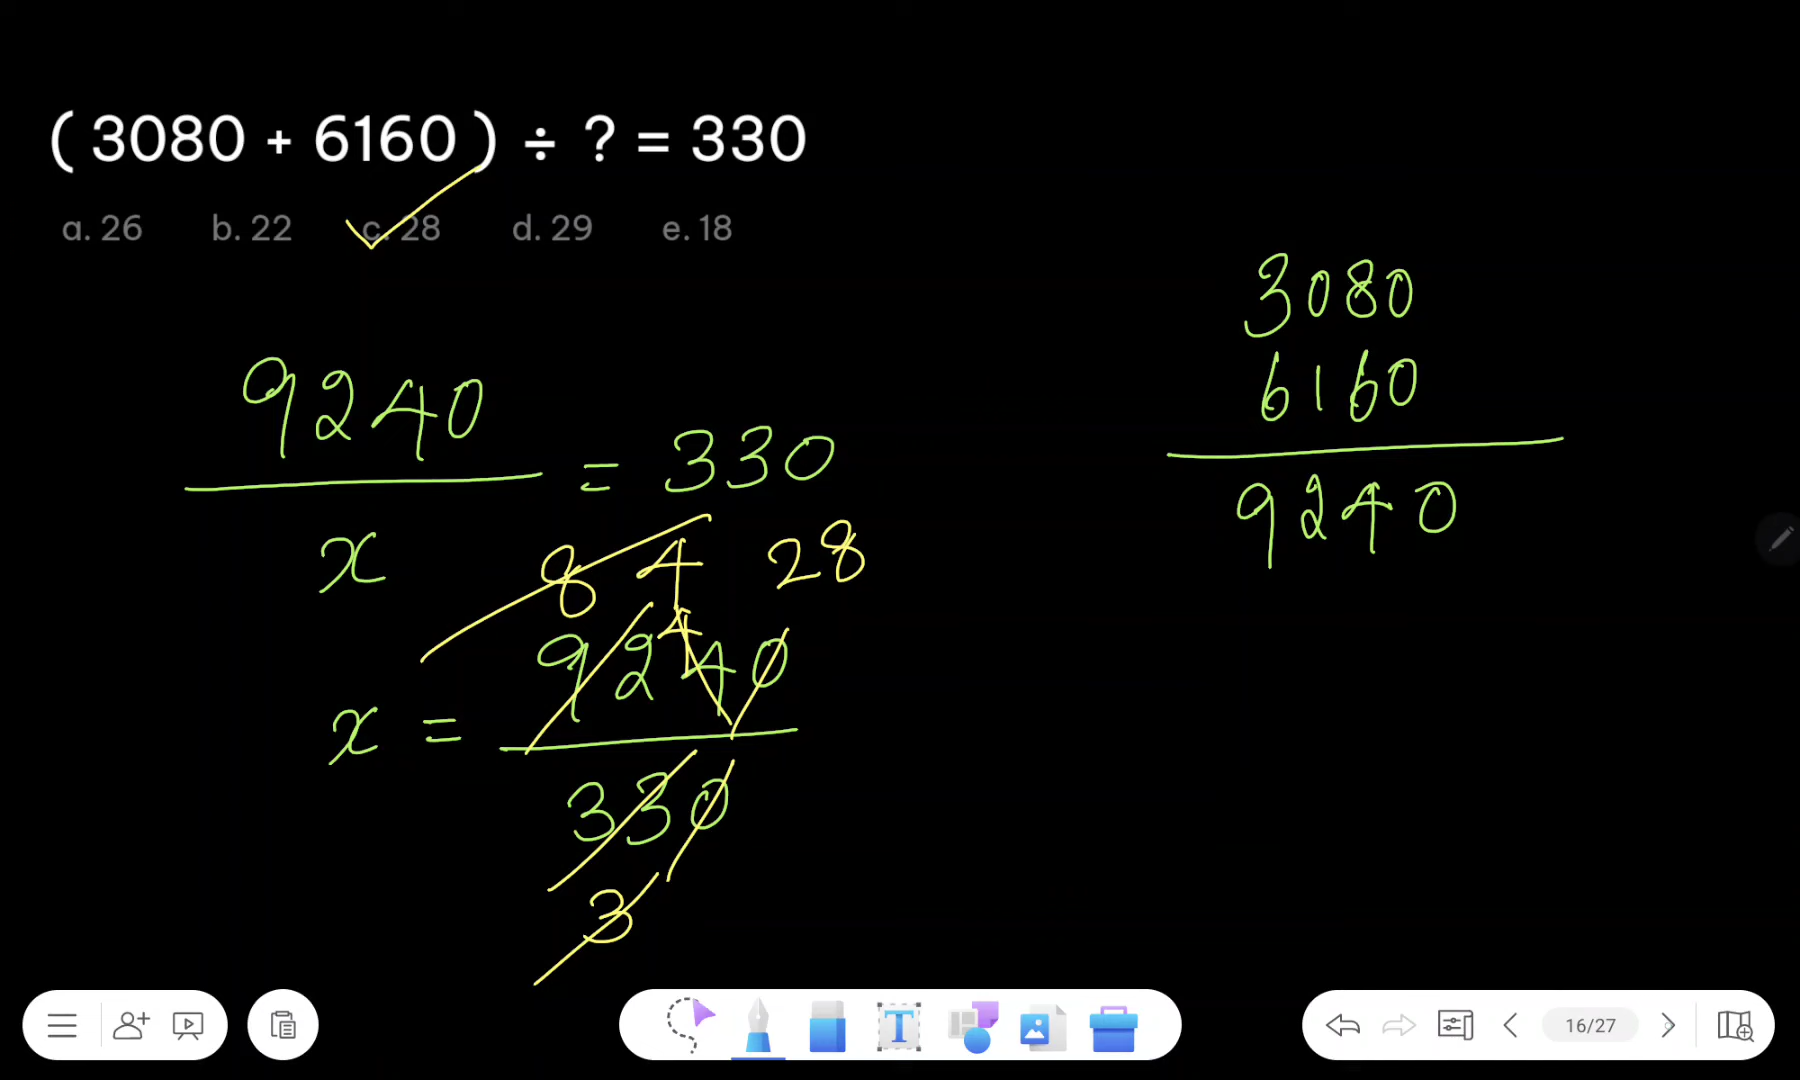 ( 3080 + 6160 ) ÷ ? = 330
a. 26 b. 22 c. 28 d. 29 e. 18
3080
6160
9240
9240
= 330
x
8 4 28
4
9240
x =
330
3
T
16/27